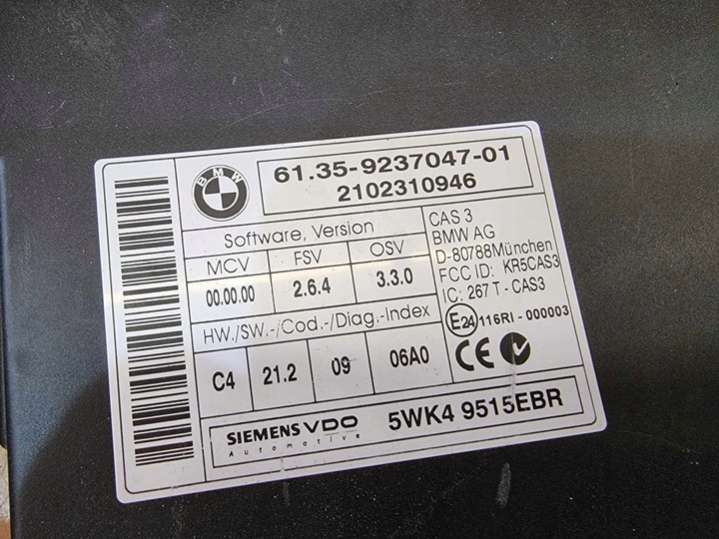 BMW
61.35-9237047-01
2102310946
Software, Version
MCV FSV OSV
00.00.00 2.6.4 3.3.0
HW./SW.-/Cod.-/Diag.-Index
C4 21.2 09 06A0
CAS 3
BMW AG
D-80788München
FCC ID: KR5CAS3
IC: 267 T - CAS3
E24 116RI - 000003
CE
SIEMENS VDO
Automotive
5WK4 9515EBR